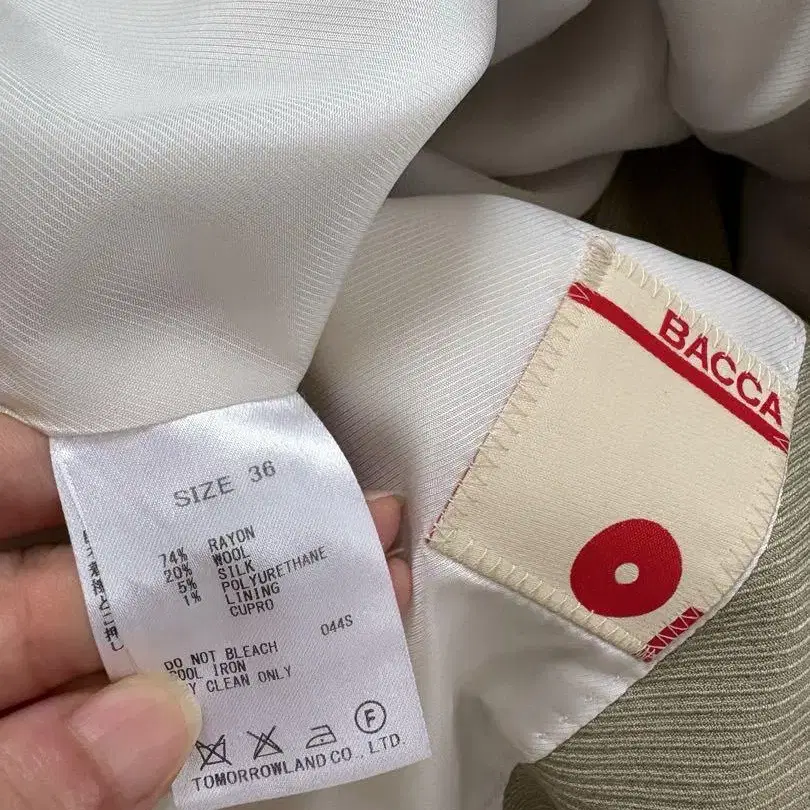 SIZE 36
74% RAYON
20% WOOL
5% SILK
1% POLYURETHANE
LINING
CUPRO
044S
DO NOT BLEACH
COOL IRON
CLEAN ONLY
F
TOMORROWLAND CO., LTD.
BACCA